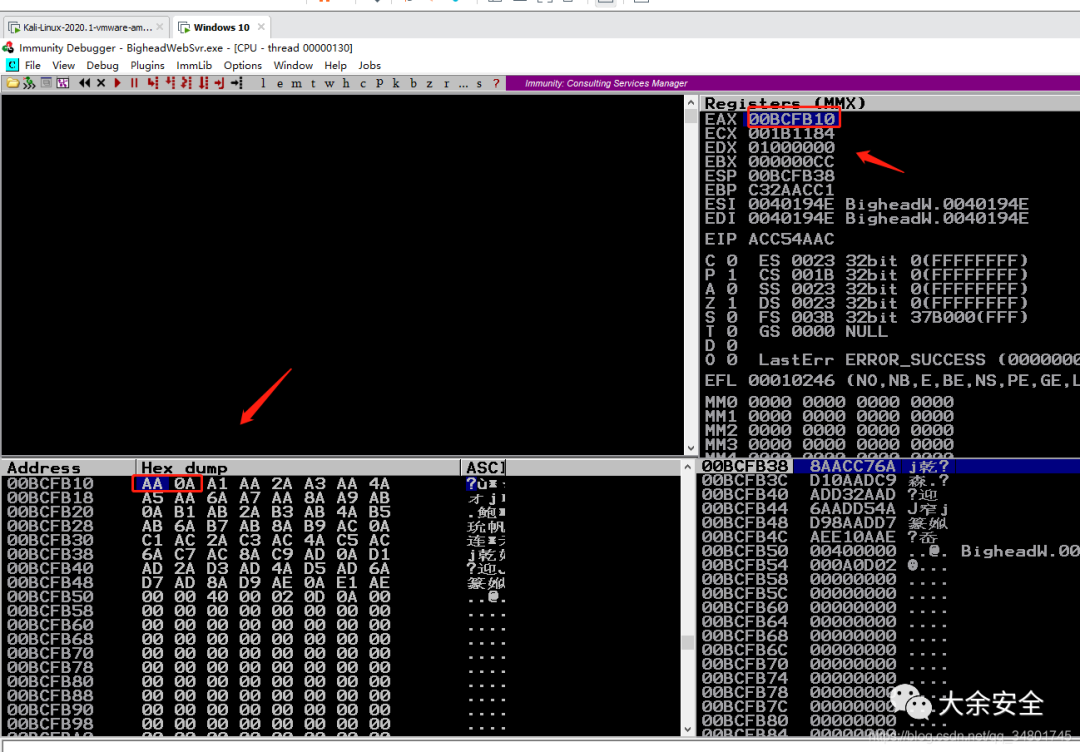 Kali-Linux-2020.1-vmware-am... Windows 10
Immunity Debugger - BigheadWebSvr.exe - [CPU - thread 00000130]
C File View Debug Plugins ImmLib Options Window Help Jobs
l e m t w h c P k b z r ... s ? Immunity: Consulting Services Manager
Registers (MMX)
EAX 00BCFB10
ECX 001B1184
EDX 01000000
EBX 000000CC
ESP 00BCFB38
EBP C32AACC1
ESI 0040194E BigheadW.0040194E
EDI 0040194E BigheadW.0040194E
EIP ACC54AAC
C 0 ES 0023 32bit 0(FFFFFFFF)
P 1 CS 001B 32bit 0(FFFFFFFF)
A 0 SS 0023 32bit 0(FFFFFFFF)
Z 1 DS 0023 32bit 0(FFFFFFFF)
S 0 FS 003B 32bit 37B000(FFF)
T 0 GS 0000 NULL
D 0
O 0 LastErr ERROR_SUCCESS (0000000
EFL 00010246 (NO,NB,E,BE,NS,PE,GE,L
MM0 0000 0000 0000 0000
MM1 0000 0000 0000 0000
MM2 0000 0000 0000 0000
MM3 0000 0000 0000 0000
Address Hex dump ASCI
00BCFB10 AA 0A A1 AA 2A A3 AA 4A
00BCFB18 A5 AA 6A A7 AA 8A A9 AB
00BCFB20 0A B1 AB 2A B3 AB 4A B5
00BCFB28 AB 6A B7 AB 8A B9 AC 0A
00BCFB30 C1 AC 2A C3 AC 4A C5 AC
00BCFB38 6A C7 AC 8A C9 AD 0A D1
00BCFB40 AD 2A D3 AD 4A D5 AD 6A
00BCFB48 D7 AD 8A D9 AE 0A E1 AE
00BCFB50 00 00 40 00 02 0D 0A 00 ..@.
00BCFB58 00 00 00 00 00 00 00 00 ....
00BCFB60 00 00 00 00 00 00 00 00 ....
00BCFB68 00 00 00 00 00 00 00 00 ....
00BCFB70 00 00 00 00 00 00 00 00 ....
00BCFB78 00 00 00 00 00 00 00 00 ....
00BCFB80 00 00 00 00 00 00 00 00 ....
00BCFB88 00 00 00 00 00 00 00 00 ....
00BCFB90 00 00 00 00 00 00 00 00 ....
00BCFB98 00 00 00 00 00 00 00 00 ....
00BCFB38 8AACC76A j乾?
00BCFB3C D10AADC9 森.?
00BCFB40 ADD32AAD ?迎
00BCFB44 6AADD54A J窄j
00BCFB48 D98AADD7
00BCFB4C AEE10AAE ?岙
00BCFB50 00400000 ..@. BigheadW.00
00BCFB54 000A0D02
00BCFB58 00000000 ....
00BCFB5C 00000000 ....
00BCFB60 00000000 ....
00BCFB64 00000000 ....
00BCFB68 00000000 ....
00BCFB6C 00000000 ....
00BCFB70 00000000 ....
00BCFB74 00000000 ....
00BCFB78 0000000
00BCFB7C 0000000
00BCFB80 0000000
大余安全
https://blog.csdn.net/qq_34801745